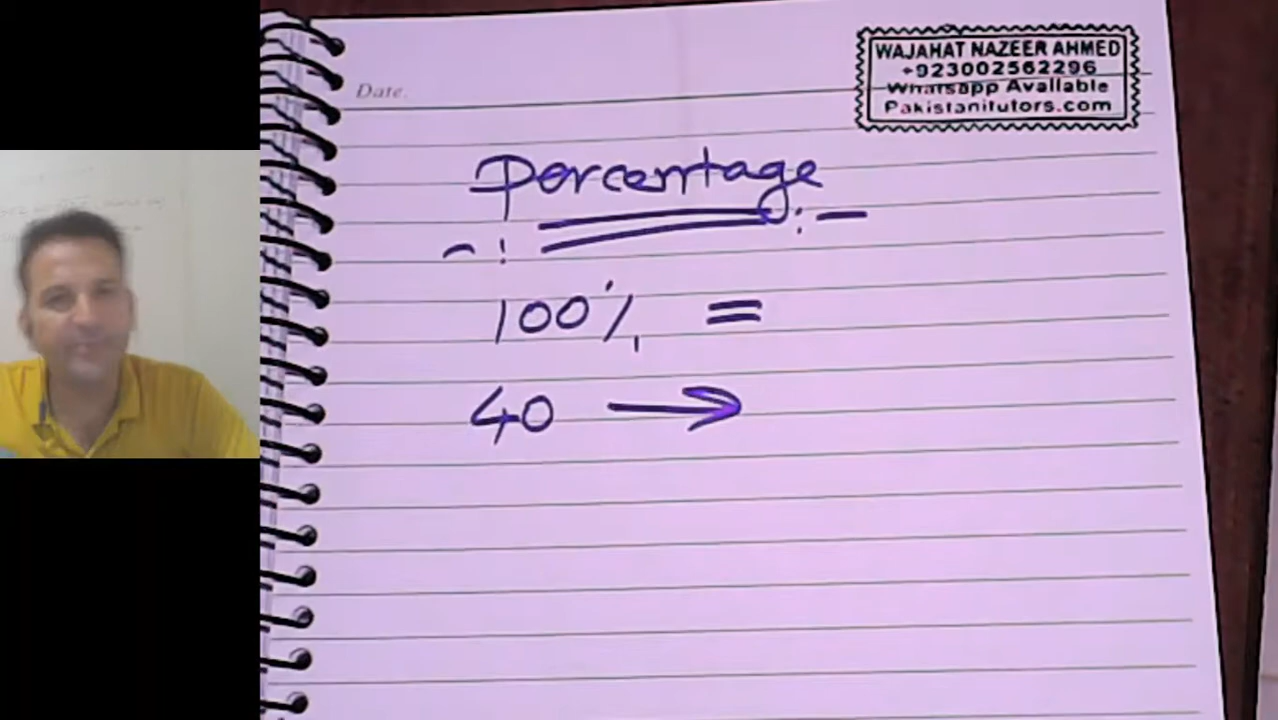 Date.
WAJAHAT NAZEER AHMED
+923002562296
Whatsapp Available
Pakistanitutors.com
Percentage
100% =
40 →